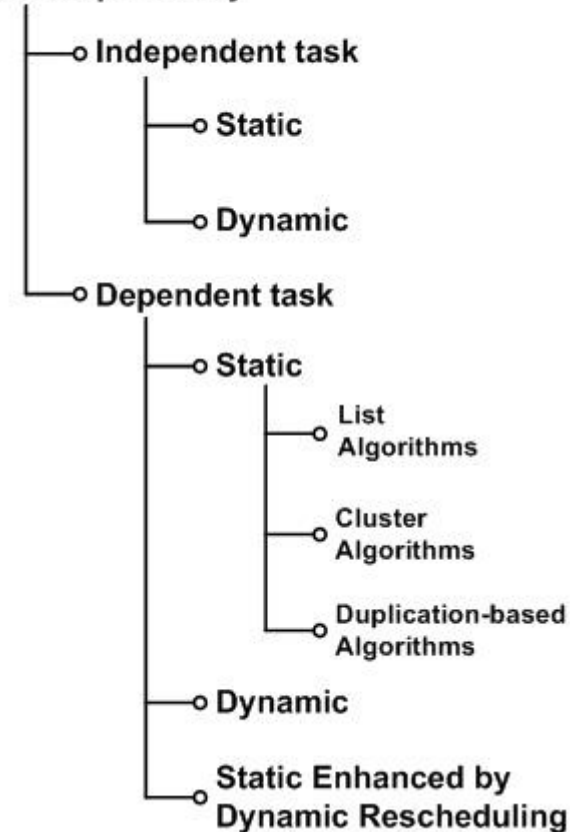 Independent task
Static
Dynamic
Dependent task
Static
List
Algorithms
Cluster
Algorithms
Duplication-based
Algorithms
Dynamic
Static Enhanced by
Dynamic Rescheduling